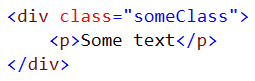 <div class="someClass">
    <p>Some text</p>
</div>